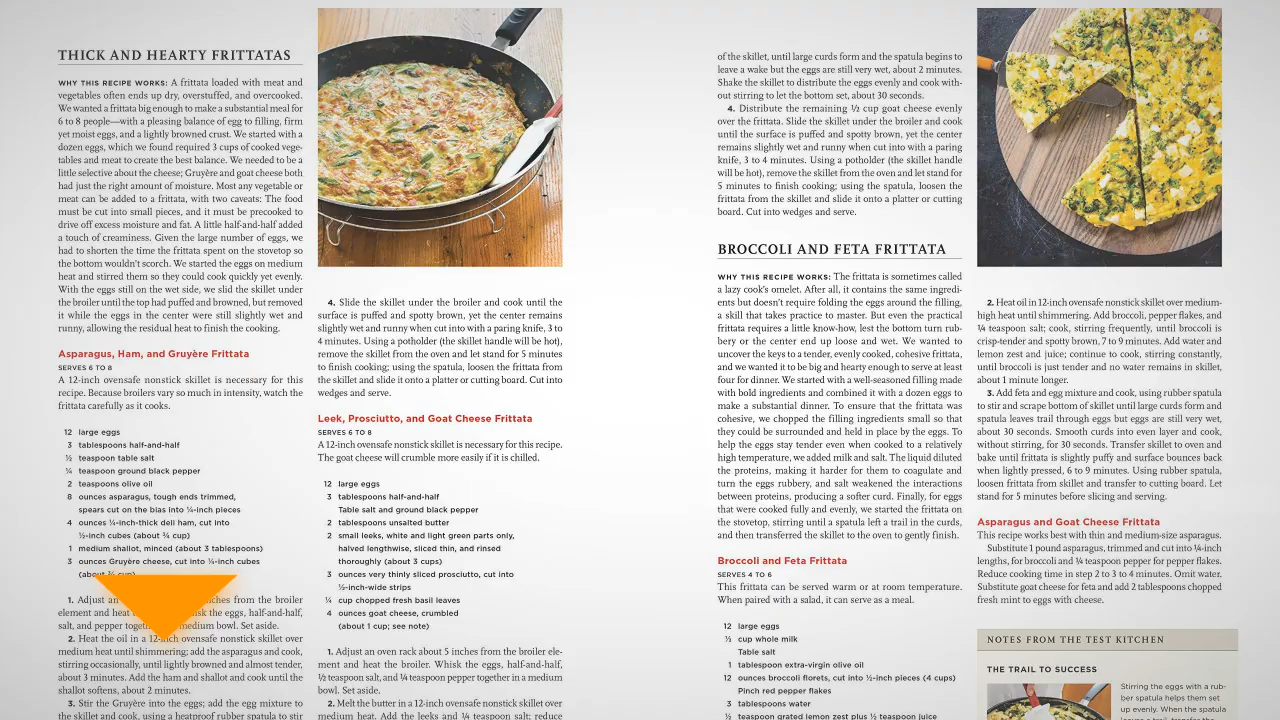 THICK AND HEARTY FRITTATAS
WHY THIS RECIPE WORKS: A frittata loaded with meat and
vegetables often ends up dry, overstuffed, and overcooked.
We wanted a frittata big enough to make a substantial meal for
6 to 8 people—with a pleasing balance of egg to filling, firm
yet moist eggs, and a lightly browned crust. We started with a
dozen eggs, which we found required 3 cups of cooked vege-
tables and meat to create the best balance. We needed to be a
little selective about the cheese; Gruyère and goat cheese both
had just the right amount of moisture. Most any vegetable or
meat can be added to a frittata, with two caveats: The food
must be cut into small pieces, and it must be precooked to
drive off excess moisture and fat. A little half-and-half added
a touch of creaminess. Given the large number of eggs, we
had to shorten the time the frittata spent on the stovetop so
the bottom wouldn't scorch. We started the eggs on medium
heat and stirred them so they could cook quickly yet evenly.
With the eggs still on the wet side, we slid the skillet under
the broiler until the top had puffed and browned, but removed
it while the eggs in the center were still slightly wet and
runny, allowing the residual heat to finish the cooking.
Asparagus, Ham, and Gruyère Frittata
SERVES 6 TO 8
A 12-inch ovensafe nonstick skillet is necessary for this
recipe. Because broilers vary so much in intensity, watch the
frittata carefully as it cooks.
12 large eggs
3 tablespoons half-and-half
½ teaspoon table salt
¼ teaspoon ground black pepper
2 teaspoons olive oil
8 ounces asparagus, tough ends trimmed,
spears cut on the bias into ¼-inch pieces
4 ounces ¼-inch-thick deli ham, cut into
½-inch cubes (about ¾ cup)
1 medium shallot, minced (about 3 tablespoons)
3 ounces Gruyère cheese, cut into ¼-inch cubes
(about cup)
1. Adjust an inches from the broiler
element and heat the eggs, half-and-half,
salt, and pepper together medium bowl. Set aside.
2. Heat the oil in a 12-inch ovensafe nonstick skillet over
medium heat until shimmering; add the asparagus and cook,
stirring occasionally, until lightly browned and almost tender,
about 3 minutes. Add the ham and shallot and cook until the
shallot softens, about 2 minutes.
3. Stir the Gruyère into the eggs; add the egg mixture to
the skillet and cook, using a heatproof rubber spatula to stir
4. Slide the skillet under the broiler and cook until the
surface is puffed and spotty brown, yet the center remains
slightly wet and runny when cut into with a paring knife, 3 to
4 minutes. Using a potholder (the skillet handle will be hot),
remove the skillet from the oven and let stand for 5 minutes
to finish cooking; using the spatula, loosen the frittata from
the skillet and slide it onto a platter or cutting board. Cut into
wedges and serve.
Leek, Prosciutto, and Goat Cheese Frittata
SERVES 6 TO 8
A 12-inch ovensafe nonstick skillet is necessary for this recipe.
The goat cheese will crumble more easily if it is chilled.
12 large eggs
3 tablespoons half-and-half
Table salt and ground black pepper
2 tablespoons unsalted butter
2 small leeks, white and light green parts only,
halved lengthwise, sliced thin, and rinsed
thoroughly (about 3 cups)
3 ounces very thinly sliced prosciutto, cut into
½-inch-wide strips
¼ cup chopped fresh basil leaves
4 ounces goat cheese, crumbled
(about 1 cup; see note)
1. Adjust an oven rack about 5 inches from the broiler ele-
ment and heat the broiler. Whisk the eggs, half-and-half,
½ teaspoon salt, and ¼ teaspoon pepper together in a medium
bowl. Set aside.
2. Melt the butter in a 12-inch ovensafe nonstick skillet over
medium heat. Add the leeks and ¼ teaspoon salt; reduce
of the skillet, until large curds form and the spatula begins to
leave a wake but the eggs are still very wet, about 2 minutes.
Shake the skillet to distribute the eggs evenly and cook with-
out stirring to let the bottom set, about 30 seconds.
4. Distribute the remaining ½ cup goat cheese evenly
over the frittata. Slide the skillet under the broiler and cook
until the surface is puffed and spotty brown, yet the center
remains slightly wet and runny when cut into with a paring
knife, 3 to 4 minutes. Using a potholder (the skillet handle
will be hot), remove the skillet from the oven and let stand for
5 minutes to finish cooking; using the spatula, loosen the
frittata from the skillet and slide it onto a platter or cutting
board. Cut into wedges and serve.
BROCCOLI AND FETA FRITTATA
WHY THIS RECIPE WORKS: The frittata is sometimes called
a lazy cook's omelet. After all, it contains the same ingredi-
ents but doesn't require folding the eggs around the filling,
a skill that takes practice to master. But even the practical
frittata requires a little know-how, lest the bottom turn rub-
bery or the center end up loose and wet. We wanted to
uncover the keys to a tender, evenly cooked, cohesive frittata,
and we wanted it to be big and hearty enough to serve at least
four for dinner. We started with a well-seasoned filling made
with bold ingredients and combined it with a dozen eggs to
make a substantial dinner. To ensure that the frittata was
cohesive, we chopped the filling ingredients small so that
they could be surrounded and held in place by the eggs. To
help the eggs stay tender even when cooked to a relatively
high temperature, we added milk and salt. The liquid diluted
the proteins, making it harder for them to coagulate and
turn the eggs rubbery, and salt weakened the interactions
between proteins, producing a softer curd. Finally, for eggs
that were cooked fully and evenly, we started the frittata on
the stovetop, stirring until a spatula left a trail in the curds,
and then transferred the skillet to the oven to gently finish.
Broccoli and Feta Frittata
SERVES 4 TO 6
This frittata can be served warm or at room temperature.
When paired with a salad, it can serve as a meal.
12 large eggs
⅓ cup whole milk
Table salt
1 tablespoon extra-virgin olive oil
12 ounces broccoli florets, cut into ½-inch pieces (4 cups)
Pinch red pepper flakes
3 tablespoons water
½ teaspoon grated lemon zest plus ½ teaspoon juice
2. Heat oil in 12-inch ovensafe nonstick skillet over medium-
high heat until shimmering. Add broccoli, pepper flakes, and
¼ teaspoon salt; cook, stirring frequently, until broccoli is
crisp-tender and spotty brown, 7 to 9 minutes. Add water and
lemon zest and juice; continue to cook, stirring constantly,
until broccoli is just tender and no water remains in skillet,
about 1 minute longer.
3. Add feta and egg mixture and cook, using rubber spatula
to stir and scrape bottom of skillet until large curds form and
spatula leaves trail through eggs but eggs are still very wet,
about 30 seconds. Smooth curds into even layer and cook,
without stirring, for 30 seconds. Transfer skillet to oven and
bake until frittata is slightly puffy and surface bounces back
when lightly pressed, 6 to 9 minutes. Using rubber spatula,
loosen frittata from skillet and transfer to cutting board. Let
stand for 5 minutes before slicing and serving.
Asparagus and Goat Cheese Frittata
This recipe works best with thin and medium-size asparagus.
Substitute 1 pound asparagus, trimmed and cut into ¼-inch
lengths, for broccoli and ¼ teaspoon pepper for pepper flakes.
Reduce cooking time in step 2 to 3 to 4 minutes. Omit water.
Substitute goat cheese for feta and add 2 tablespoons chopped
fresh mint to eggs with cheese.
NOTES FROM THE TEST KITCHEN
THE TRAIL TO SUCCESS
Stirring the eggs with a rub-
ber spatula helps them set
up evenly. When the spatula